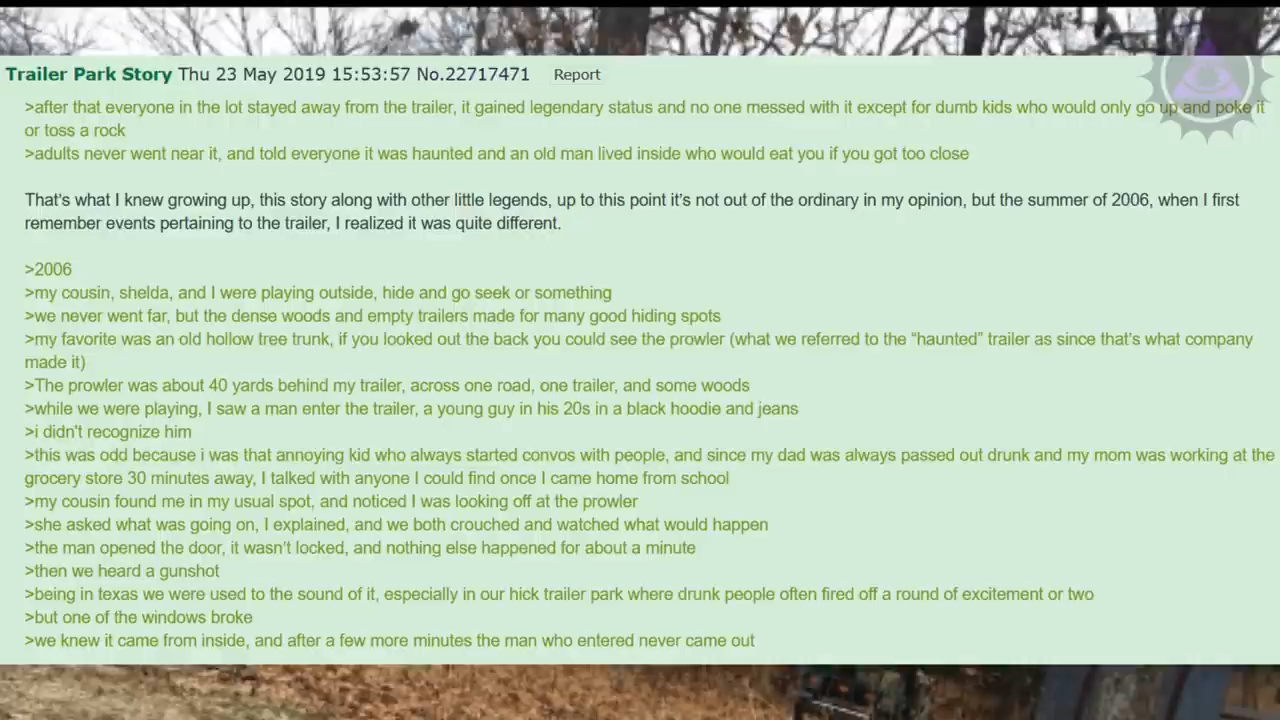 Trailer Park Story Thu 23 May 2019 15:53:57 No.22717471 Report
>after that everyone in the lot stayed away from the trailer, it gained legendary status and no one messed with it except for dumb kids who would only go up and poke it
or toss a rock
>adults never went near it, and told everyone it was haunted and an old man lived inside who would eat you if you got too close
That's what I knew growing up, this story along with other little legends, up to this point it's not out of the ordinary in my opinion, but the summer of 2006, when I first
remember events pertaining to the trailer, I realized it was quite different.
>2006
>my cousin, shelda, and I were playing outside, hide and go seek or something
>we never went far, but the dense woods and empty trailers made for many good hiding spots
>my favorite was an old hollow tree trunk, if you looked out the back you could see the prowler (what we referred to the “haunted” trailer as since that's what company
made it)
>The prowler was about 40 yards behind my trailer, across one road, one trailer, and some woods
>while we were playing, I saw a man enter the trailer, a young guy in his 20s in a black hoodie and jeans
>i didn't recognize him
>this was odd because i was that annoying kid who always started convos with people, and since my dad was always passed out drunk and my mom was working at the
grocery store 30 minutes away, I talked with anyone I could find once I came home from school
>my cousin found me in my usual spot, and noticed I was looking off at the prowler
>she asked what was going on, I explained, and we both crouched and watched what would happen
>the man opened the door, it wasn't locked, and nothing else happened for about a minute
>then we heard a gunshot
>being in texas we were used to the sound of it, especially in our hick trailer park where drunk people often fired off a round of excitement or two
>but one of the windows broke
>we knew it came from inside, and after a few more minutes the man who entered never came out